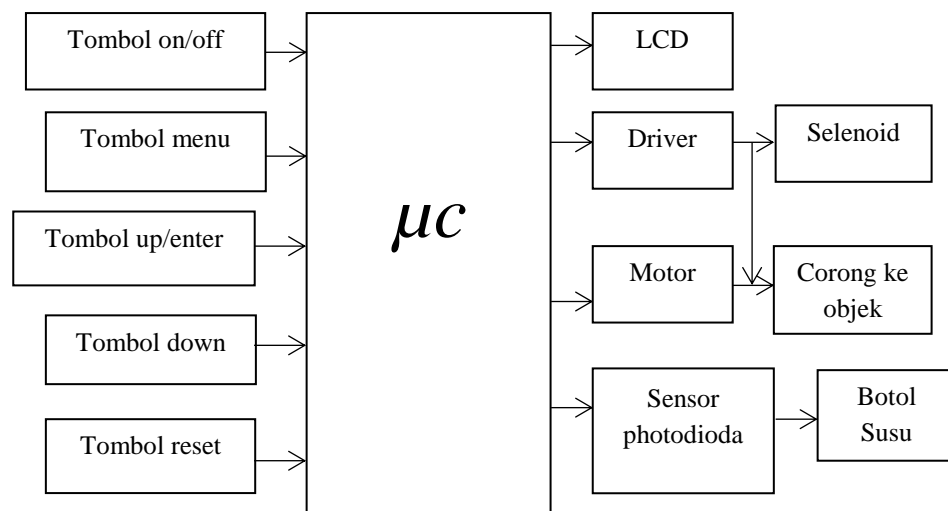 Tombol on/off
Tombol menu
Tombol up/enter
Tombol down
Tombol reset
μc
LCD
Driver
Selenoid
Motor
Corong ke
objek
Sensor
photodioda
Botol
Susu